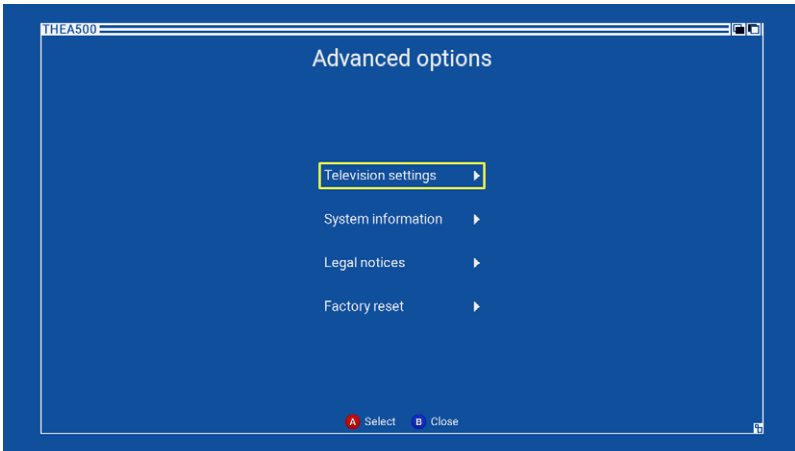 THEA500
Advanced options
Television settings
System information
Legal notices
Factory reset
A Select B Close